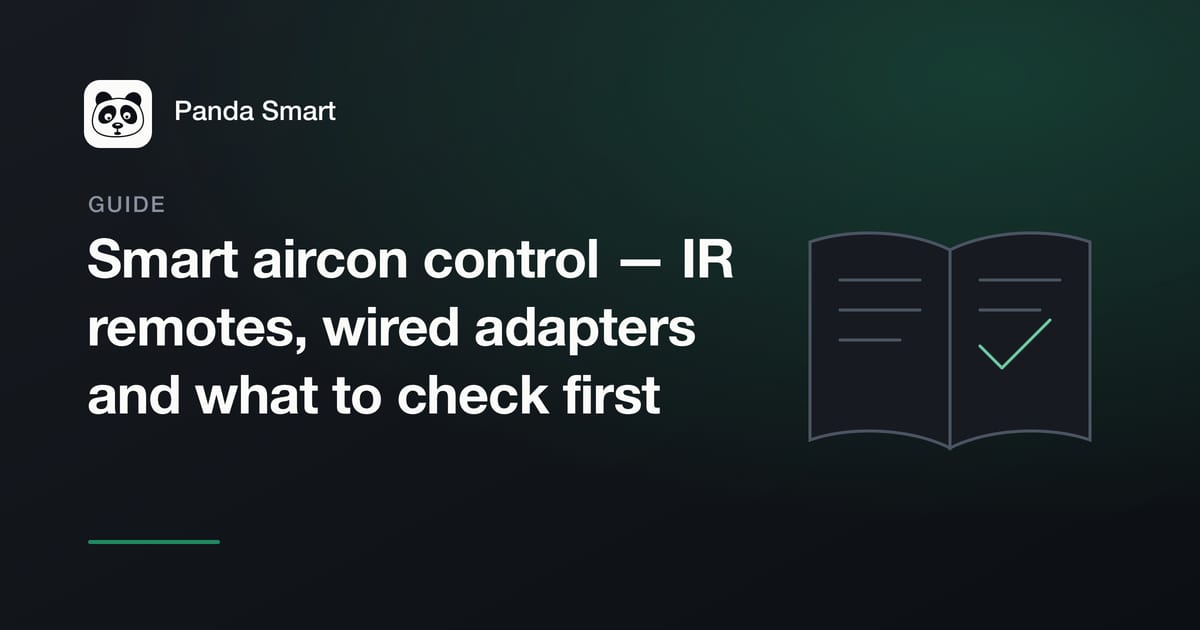 Panda Smart
GUIDE
Smart aircon control — IR
remotes, wired adapters
and what to check first